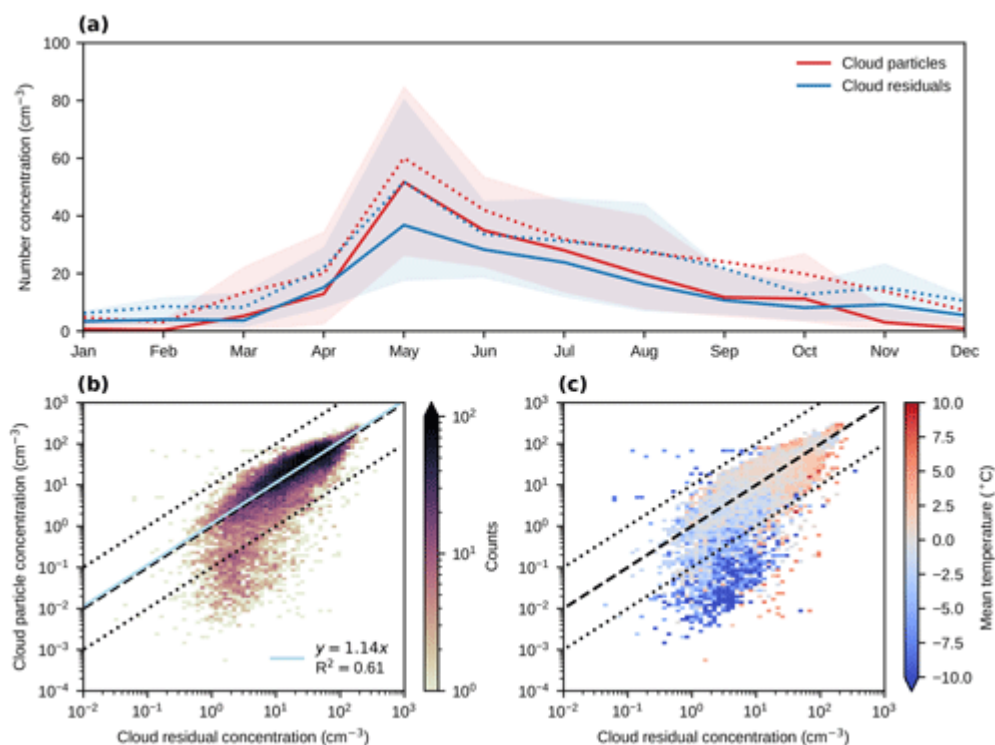 (a)
Number concentration (cm⁻³)
100
80
60
40
20
0
Cloud particles
Cloud residuals
Jan Feb Mar Apr May Jun Jul Aug Sep Oct Nov Dec
(b)
Cloud particle concentration (cm⁻³)
10³
10²
10¹
10⁰
10⁻¹
10⁻²
10⁻³
10⁻⁴
y = 1.14x
R² = 0.61
10⁻² 10⁻¹ 10⁰ 10¹ 10² 10³
Cloud residual concentration (cm⁻³)
10²
10¹
10⁰
Counts
(c)
10³
10²
10¹
10⁰
10⁻¹
10⁻²
10⁻³
10⁻⁴
10⁻² 10⁻¹ 10⁰ 10¹ 10² 10³
Cloud residual concentration (cm⁻³)
10.0
7.5
5.0
2.5
0.0
−2.5
−5.0
−7.5
−10.0
Mean temperature (°C)